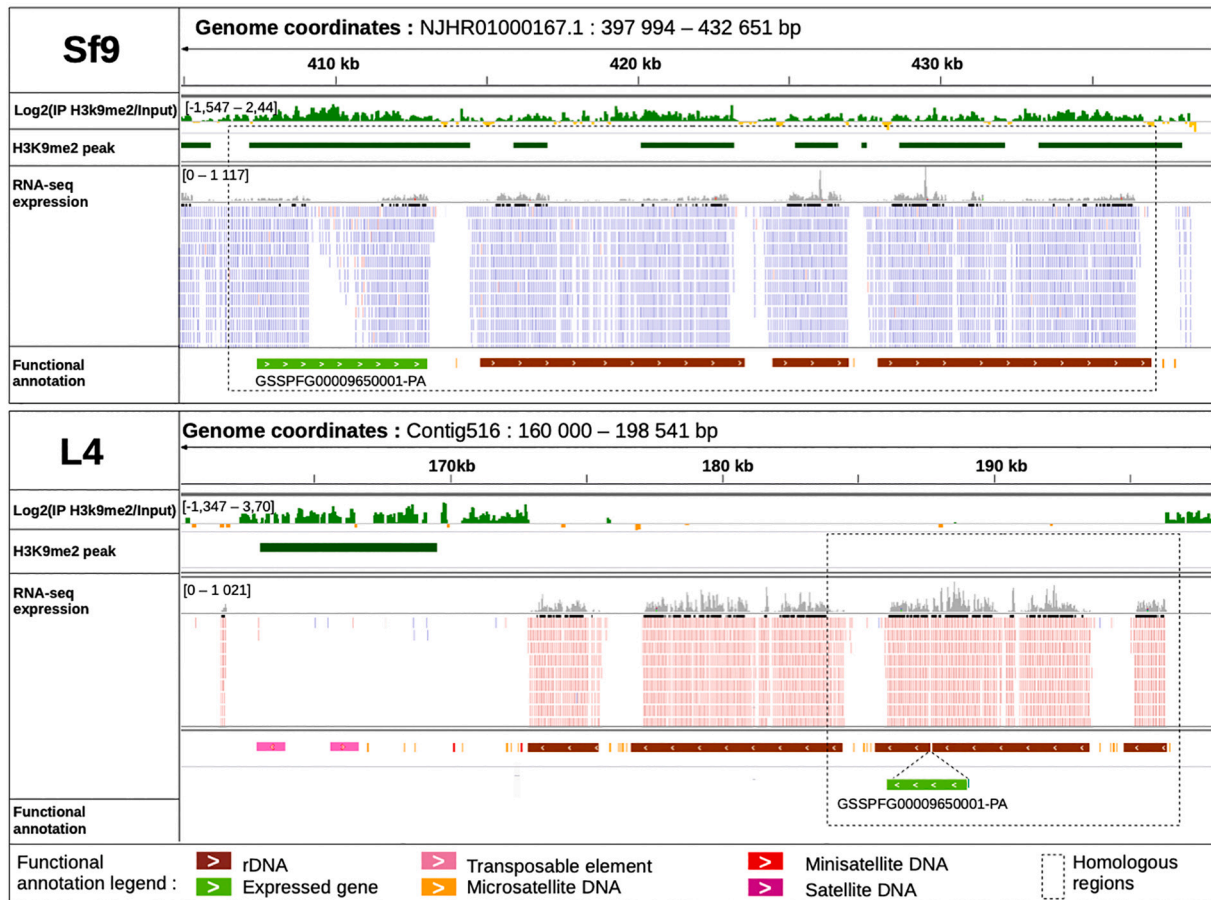 Sf9
Genome coordinates : NJHR01000167.1 : 397 994 – 432 651 bp
410 kb 420 kb 430 kb
Log2(IP H3k9me2/Input) [-1,547 – 2,44]
H3K9me2 peak
RNA-seq [0 – 1 117]
expression
Functional
annotation
GSSPFG00009650001-PA
L4
Genome coordinates : Contig516 : 160 000 – 198 541 bp
170kb 180 kb 190 kb
Log2(IP H3k9me2/Input) [-1,347 – 3,70]
H3K9me2 peak
RNA-seq [0 – 1 021]
expression
GSSPFG00009650001-PA
Functional
annotation
Functional
annotation legend :
> rDNA
> Expressed gene
> Transposable element
> Microsatellite DNA
> Minisatellite DNA
> Satellite DNA
Homologous
regions